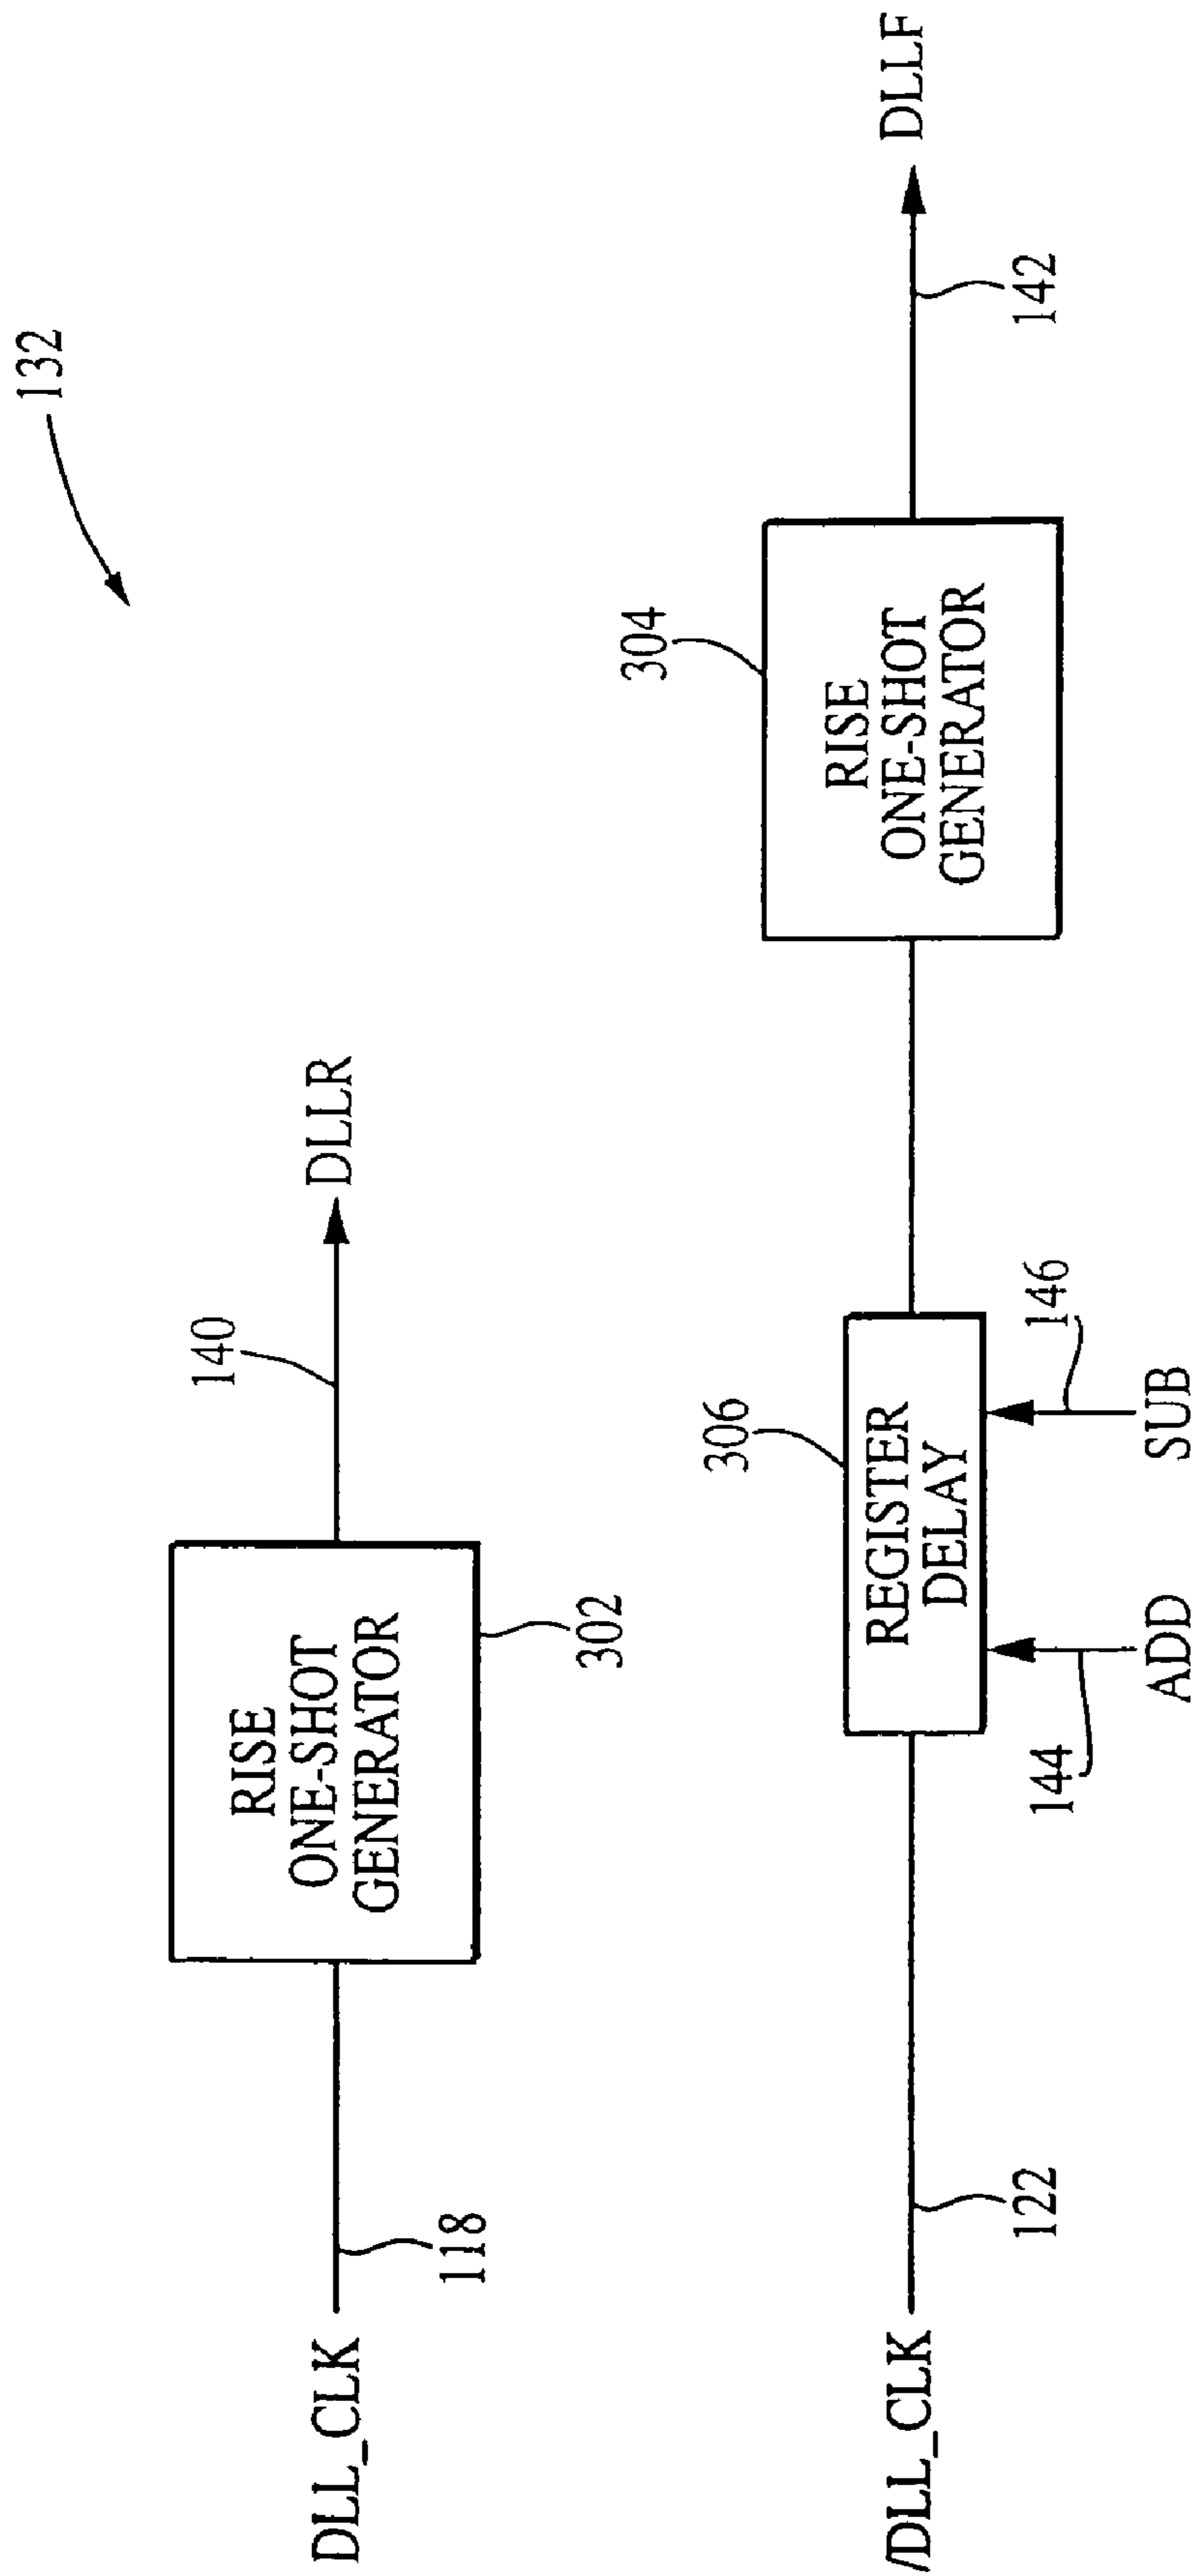 132
DLL_CLK
118
RISE
ONE-SHOT
GENERATOR
302
140
DLLR
/DLL_CLK
122
REGISTER
DELAY
306
144
ADD
146
SUB
RISE
ONE-SHOT
GENERATOR
304
142
DLLF